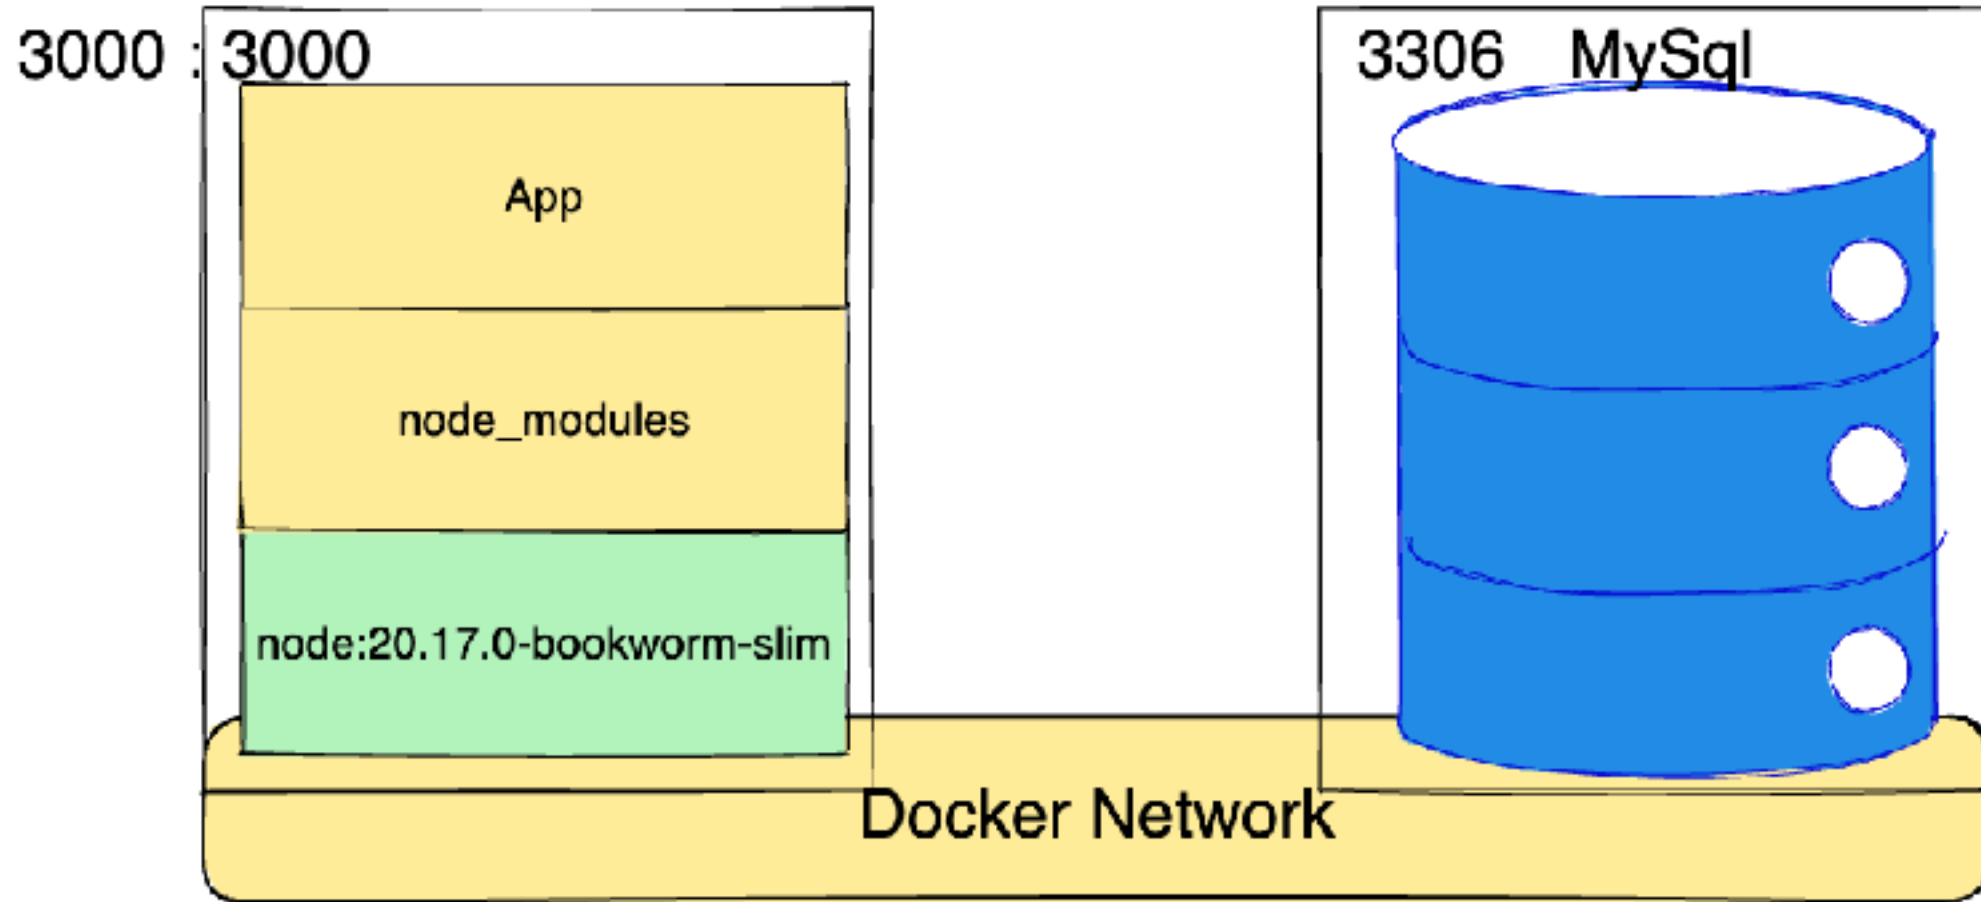 3000 : 3000
App
node_modules
node:20.17.0-bookworm-slim
3306 MySql
Docker Network